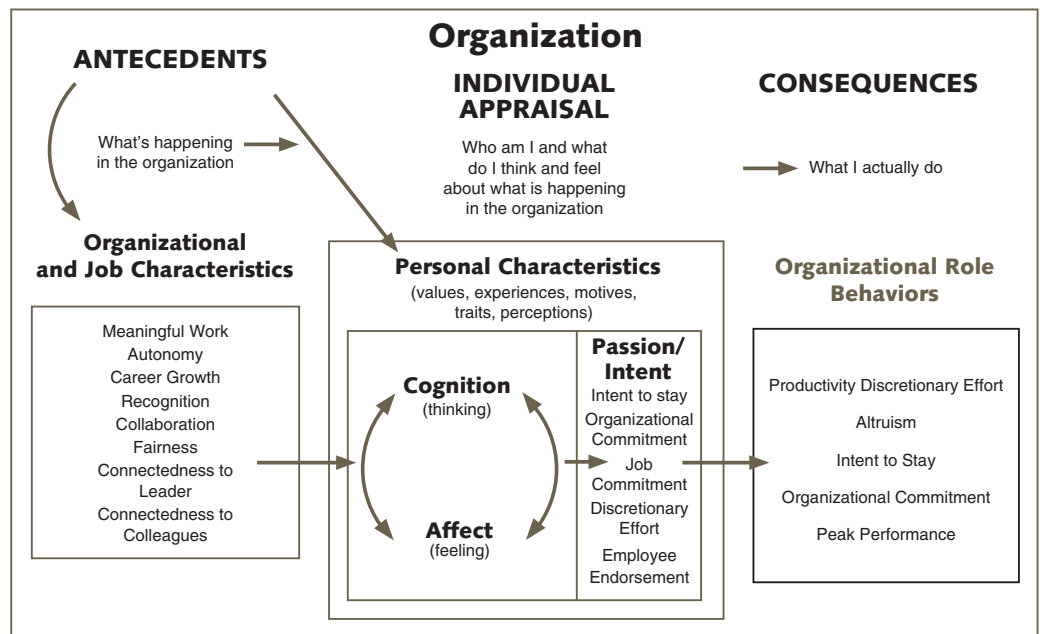 Organization
ANTECEDENTS
What's happening
in the organization
Organizational
and Job Characteristics
Meaningful Work
Autonomy
Career Growth
Recognition
Collaboration
Fairness
Connectedness to
Leader
Connectedness to
Colleagues
INDIVIDUAL
APPRAISAL
Who am I and what
do I think and feel
about what is happening
in the organization
Personal Characteristics
(values, experiences, motives,
traits, perceptions)
Cognition
(thinking)
Affect
(feeling)
Passion/
Intent
Intent to stay
Organizational
Commitment
Job
Commitment
Discretionary
Effort
Employee
Endorsement
CONSEQUENCES
What I actually do
Organizational Role
Behaviors
Productivity Discretionary Effort
Altruism
Intent to Stay
Organizational Commitment
Peak Performance